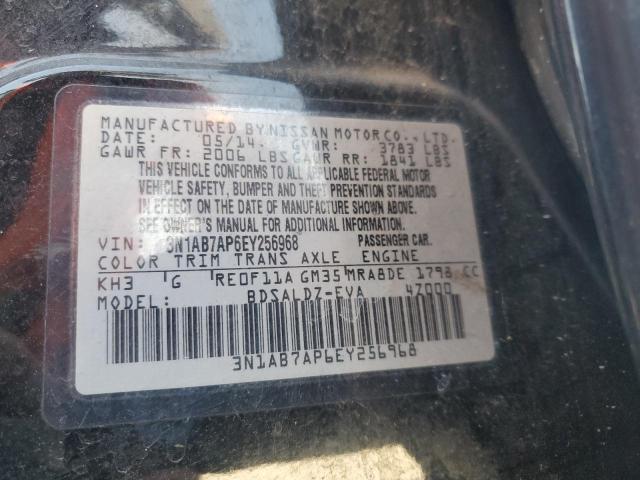 MANUFACTURED BY NISSAN MOTOR CO., LTD.
DATE: 05/14 GVWR: 3783 LBS
GAWR FR: 2006 LBS GAWR RR: 1841 LBS
THIS VEHICLE CONFORMS TO ALL APPLICABLE FEDERAL MOTOR
VEHICLE SAFETY, BUMPER AND THEFT PREVENTION STANDARDS
IN EFFECT ON THE DATE OF MANUFACTURE SHOWN ABOVE.
SEE OWNER'S MANUAL FOR ADDITIONAL INFORMATION.
VIN: 3N1AB7AP6EY256968 PASSENGER CAR.
COLOR TRIM TRANS AXLE ENGINE
KH3 G RE0F11A GM35 MRA8DE 1798 CC
MODEL: BDSALDZ-EVA 47000
3N1AB7AP6EY256968